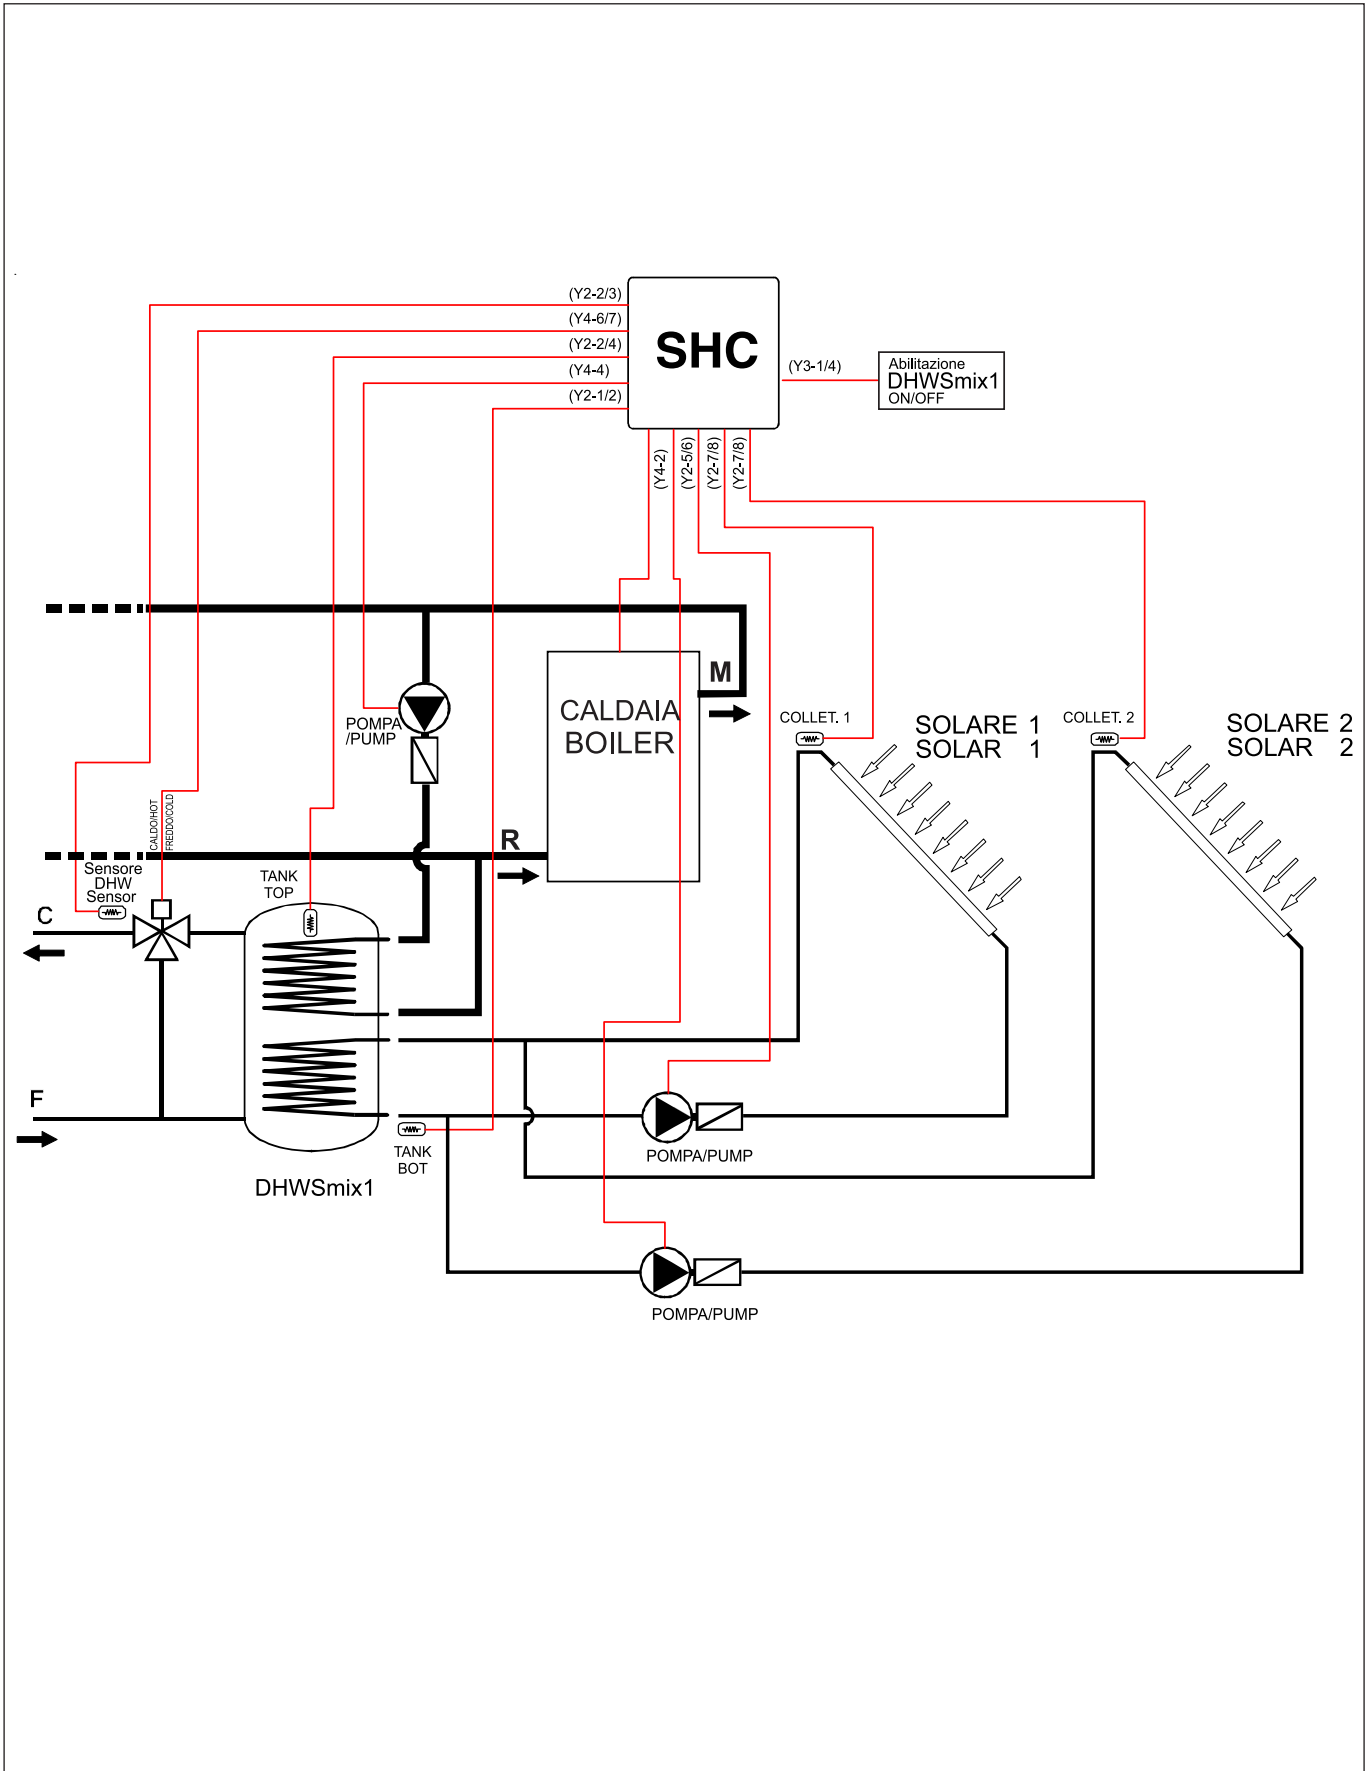 (Y2-2/3)
(Y4-6/7)
(Y2-2/4)
(Y4-4)
(Y2-1/2)
SHC
(Y3-1/4)
Abilitazione
DHWSmix1
ON/OFF
(Y4-2)
(Y2-5/6)
(Y2-7/8)
(Y2-7/8)
M
CALDAIA
BOILER
POMPA
/PUMP
COLLET. 1
SOLARE 1
SOLAR 1
COLLET. 2
SOLARE 2
SOLAR 2
CALDO/HOT
FREDDO/COLD
R
Sensore
DHW
Sensor
TANK
TOP
C
F
TANK
BOT
POMPA/PUMP
DHWSmix1
POMPA/PUMP